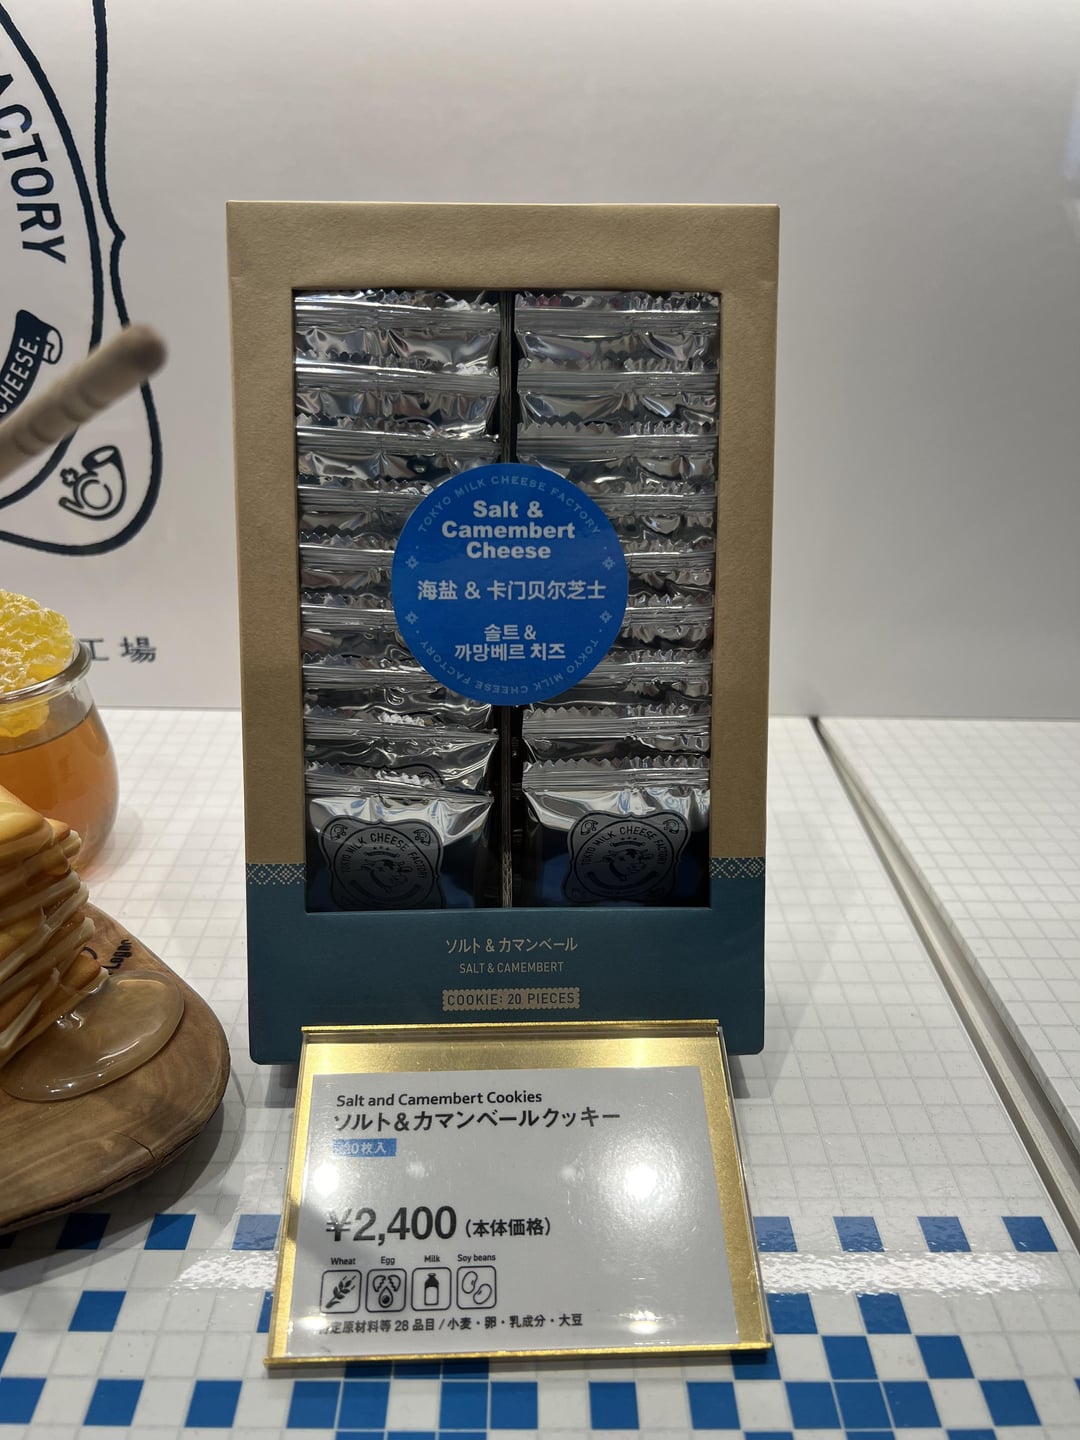 FACTORY
CHEESE.
工場
TOKYO MILK CHEESE FACTORY
Salt &
Camembert
Cheese
海盐 & 卡门贝尔芝士
솔트 &
까망베르 치즈
TOKYO MILK CHEESE FACTORY
TOKYO MILK CHEESE FACTORY
TOKYO MILK CHEESE FACTORY
ソルト&カマンベール
SALT & CAMEMBERT
COOKIE: 20 PIECES
Salt and Camembert Cookies
ソルト&カマンベールクッキー
20枚入
¥2,400 (本体価格)
Wheat Egg Milk Soy beans
特定原材料等 28 品目 / 小麦・卵・乳成分・大豆